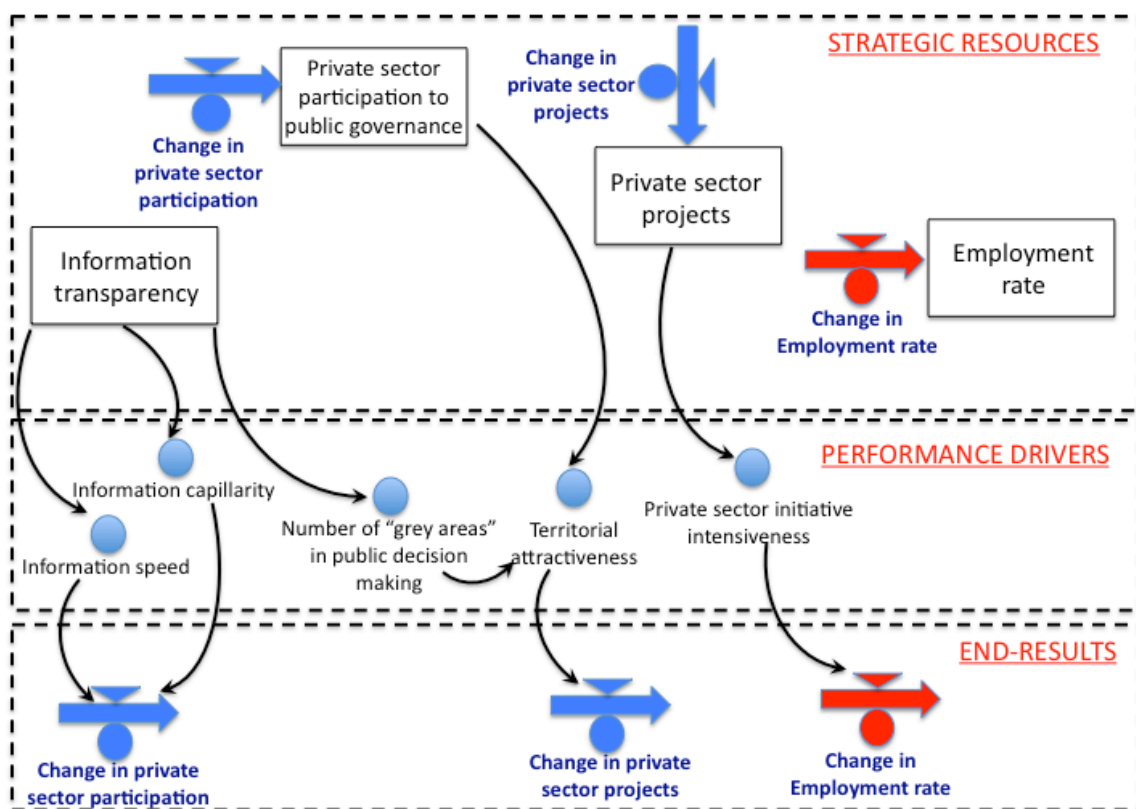 STRATEGIC RESOURCES
Private sector
participation to
public governance
Change in
private sector
projects
Change in
private sector
participation
Private sector
projects
Information
transparency
Employment
rate
Change in
Employment rate
PERFORMANCE DRIVERS
Information capillarity
Number of “grey areas”
in public decision
making
Territorial
attractiveness
Private sector initiative
intensiveness
Information speed
END-RESULTS
Change in private
sector participation
Change in private
sector projects
Change in
Employment rate